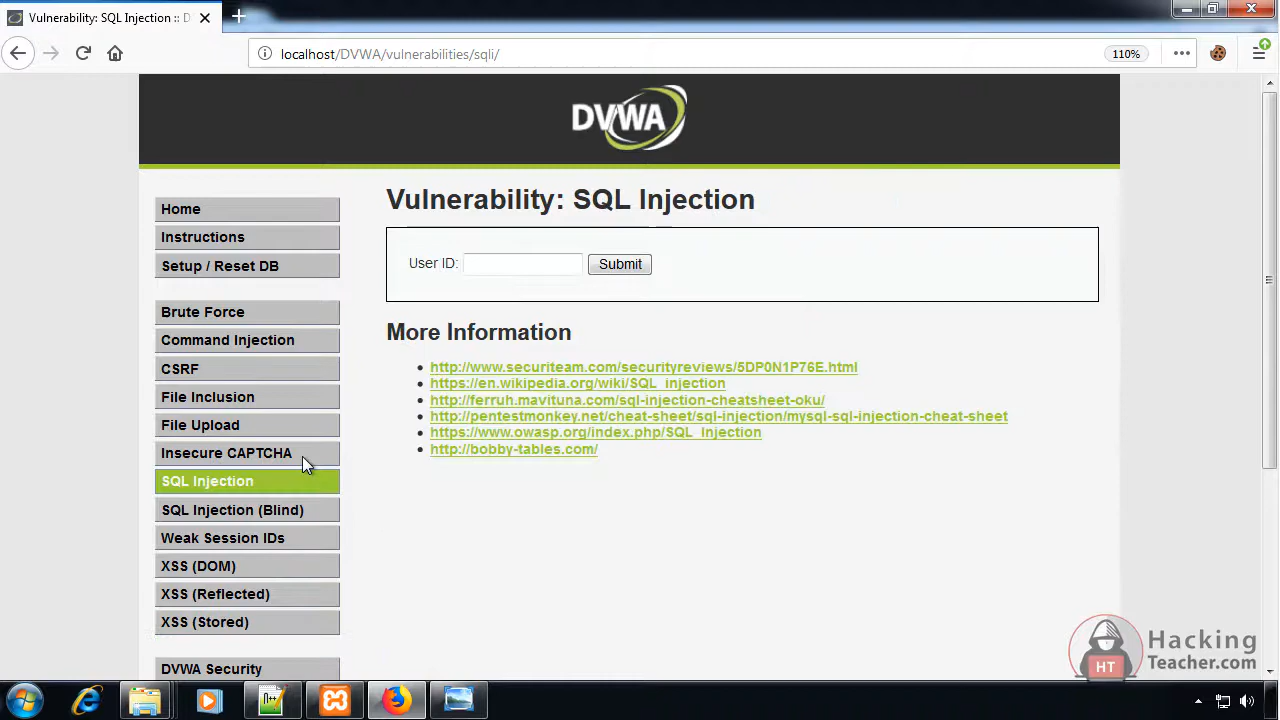 Vulnerability: SQL Injection :: D
localhost/DVWA/vulnerabilities/sqli/
110%
DVWA
Home
Instructions
Setup / Reset DB
Brute Force
Command Injection
CSRF
File Inclusion
File Upload
Insecure CAPTCHA
SQL Injection
SQL Injection (Blind)
Weak Session IDs
XSS (DOM)
XSS (Reflected)
XSS (Stored)
DVWA Security
Vulnerability: SQL Injection
User ID:
Submit
More Information
http://www.securiteam.com/securityreviews/5DP0N1P76E.html
https://en.wikipedia.org/wiki/SQL_injection
http://ferruh.mavituna.com/sql-injection-cheatsheet-oku/
http://pentestmonkey.net/cheat-sheet/sql-injection/mysql-sql-injection-cheat-sheet
https://www.owasp.org/index.php/SQL_Injection
http://bobby-tables.com/
HT
Hacking
Teacher.com